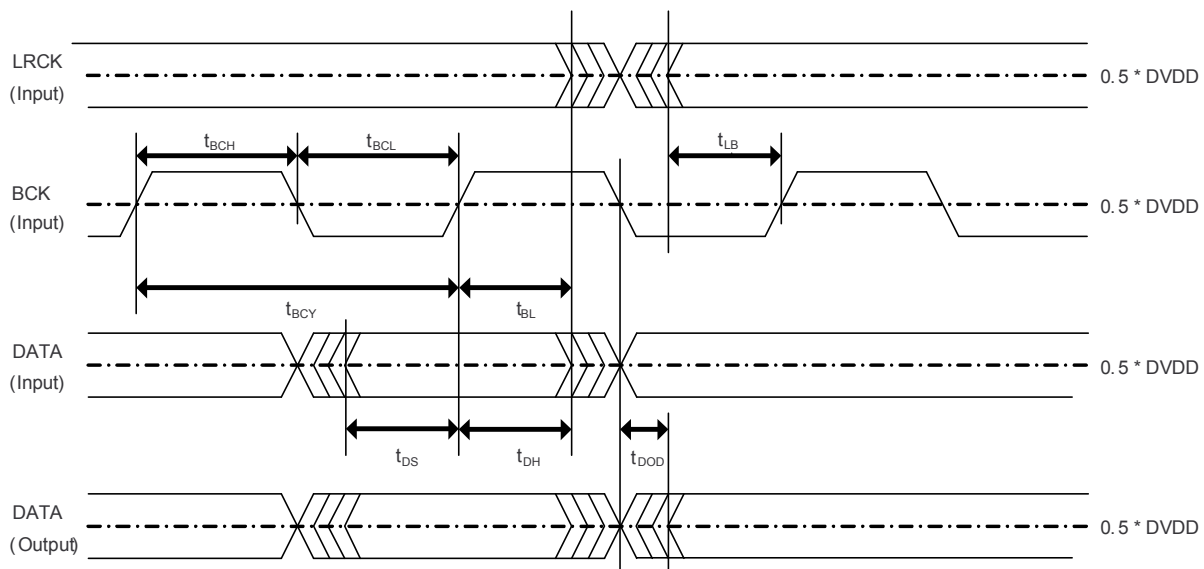 LRCK
(Input)
0.5 * DVDD
tBCH
tBCL
tLB
BCK
(Input)
0.5 * DVDD
tBCY
tBL
DATA
(Input)
0.5 * DVDD
tDS
tDH
tDOD
DATA
(Output)
0.5 * DVDD